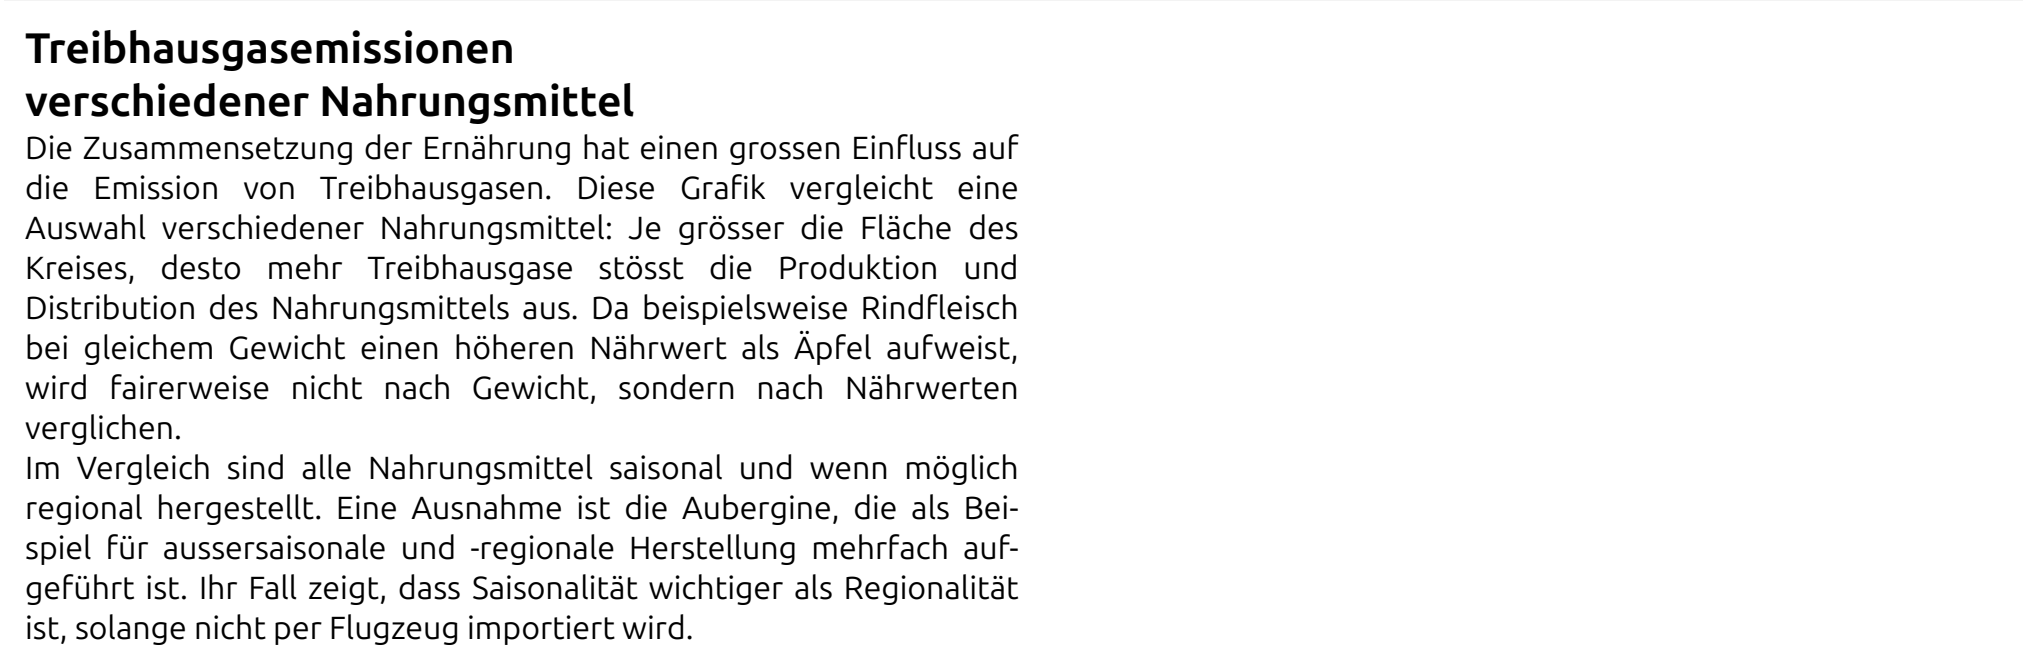 Treibhausgasemissionen
verschiedener Nahrungsmittel
Die Zusammensetzung der Ernährung hat einen grossen Einfluss auf
die Emission von Treibhausgasen. Diese Grafik vergleicht eine
Auswahl verschiedener Nahrungsmittel: Je grösser die Fläche des
Kreises, desto mehr Treibhausgase stösst die Produktion und
Distribution des Nahrungsmittels aus. Da beispielsweise Rindfleisch
bei gleichem Gewicht einen höheren Nährwert als Äpfel aufweist,
wird fairerweise nicht nach Gewicht, sondern nach Nährwerten
verglichen.
Im Vergleich sind alle Nahrungsmittel saisonal und wenn möglich
regional hergestellt. Eine Ausnahme ist die Aubergine, die als Bei-
spiel für aussersaisonale und -regionale Herstellung mehrfach auf-
geführt ist. Ihr Fall zeigt, dass Saisonalität wichtiger als Regionalität
ist, solange nicht per Flugzeug importiert wird.